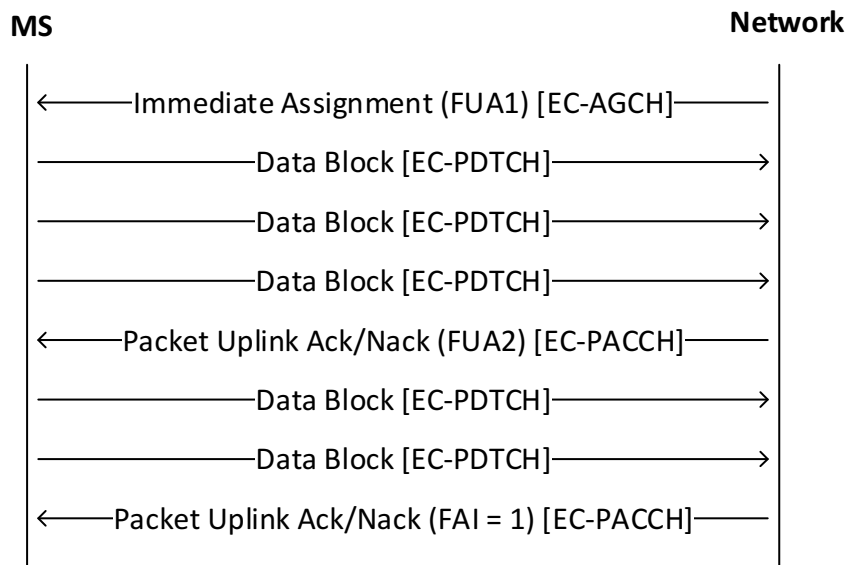 MS
Network
Immediate Assignment (FUA1) [EC-AGCH]
Data Block [EC-PDTCH]
Data Block [EC-PDTCH]
Data Block [EC-PDTCH]
Packet Uplink Ack/Nack (FUA2) [EC-PACCH]
Data Block [EC-PDTCH]
Data Block [EC-PDTCH]
Packet Uplink Ack/Nack (FAI = 1) [EC-PACCH]